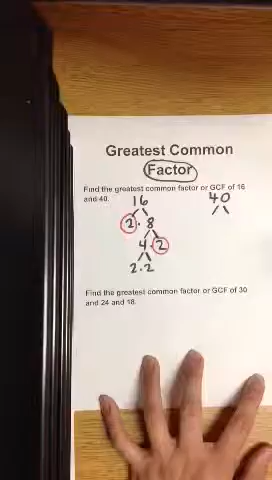 Greatest Common
Factor
Find the greatest common factor or GCF of 16
and 40.
16
40
2 · 8
4 · 2
2 · 2
Find the greatest common factor or GCF of 30
and 24 and 18.